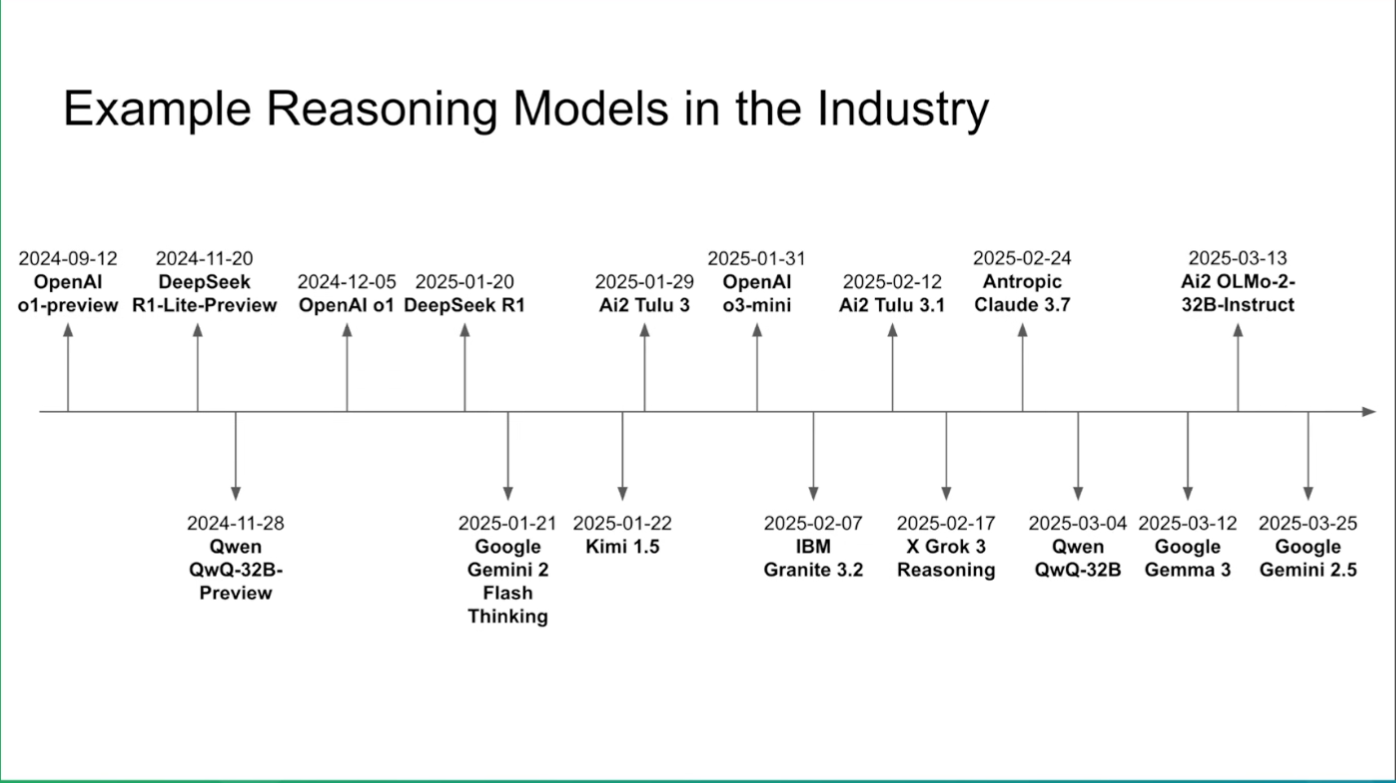 Example Reasoning Models in the Industry
2024-09-12
OpenAI
o1-preview
2024-11-20
DeepSeek
R1-Lite-Preview
2024-11-28
Qwen
QwQ-32B-
Preview
2024-12-05
OpenAI o1
2025-01-20
DeepSeek R1
2025-01-21
Google
Gemini 2
Flash
Thinking
2025-01-22
Kimi 1.5
2025-01-29
Ai2 Tulu 3
2025-01-31
OpenAI
o3-mini
2025-02-07
IBM
Granite 3.2
2025-02-12
Ai2 Tulu 3.1
2025-02-17
X Grok 3
Reasoning
2025-02-24
Antropic
Claude 3.7
2025-03-04
Qwen
QwQ-32B
2025-03-12
Google
Gemma 3
2025-03-13
Ai2 OLMo-2-
32B-Instruct
2025-03-25
Google
Gemini 2.5